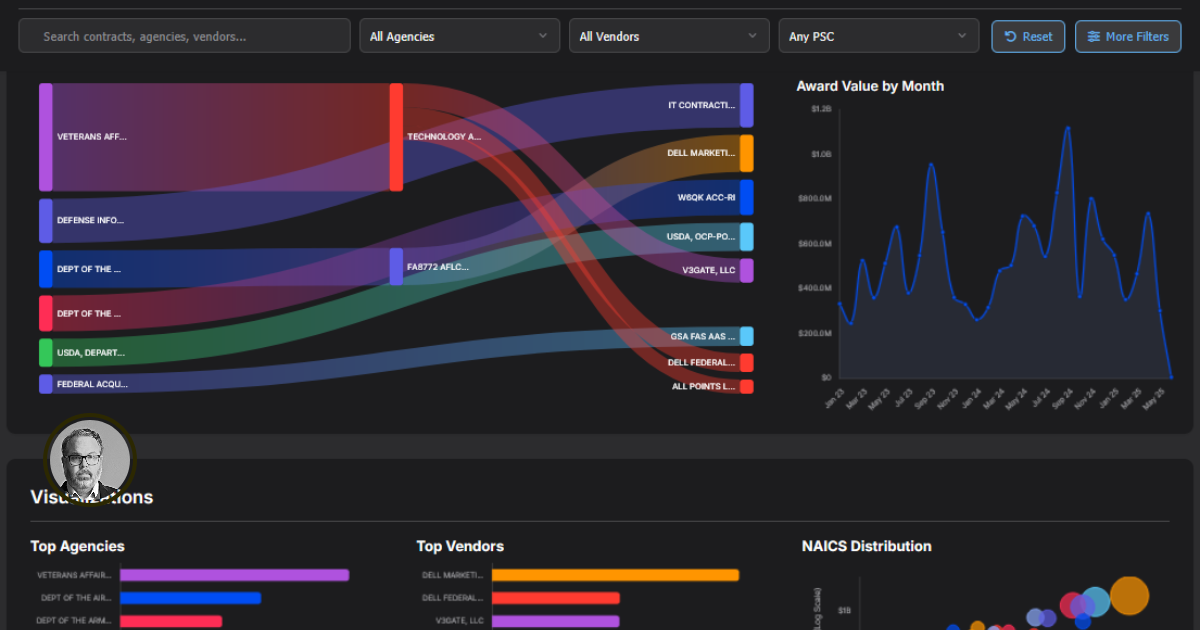 Search contracts, agencies, vendors...
All Agencies
All Vendors
Any PSC
Reset
More Filters
VETERANS AFF...
DEFENSE INFO...
DEPT OF THE ...
DEPT OF THE ...
USDA, DEPART...
FEDERAL ACQU...
TECHNOLOGY A...
FA8772 AFLC...
IT CONTRACTI...
DELL MARKETI...
W6QK ACC-RI
USDA, OCP-PO...
V3GATE, LLC
GSA FAS AAS ...
DELL FEDERAL...
ALL POINTS L...
Award Value by Month
$1.2B
$1.0B
$800.0M
$600.0M
$400.0M
$200.0M
$0
Jan 23
Mar 23
May 23
Jul 23
Sep 23
Nov 23
Jan 24
Mar 24
May 24
Jul 24
Sep 24
Nov 24
Jan 25
Mar 25
May 25
Top Agencies
VETERANS AFFAIR...
DEPT OF THE AIR...
DEPT OF THE ARM...
Top Vendors
DELL MARKETI...
DELL FEDERAL...
V3GATE, LLC
NAICS Distribution
Log Scale)
$1B